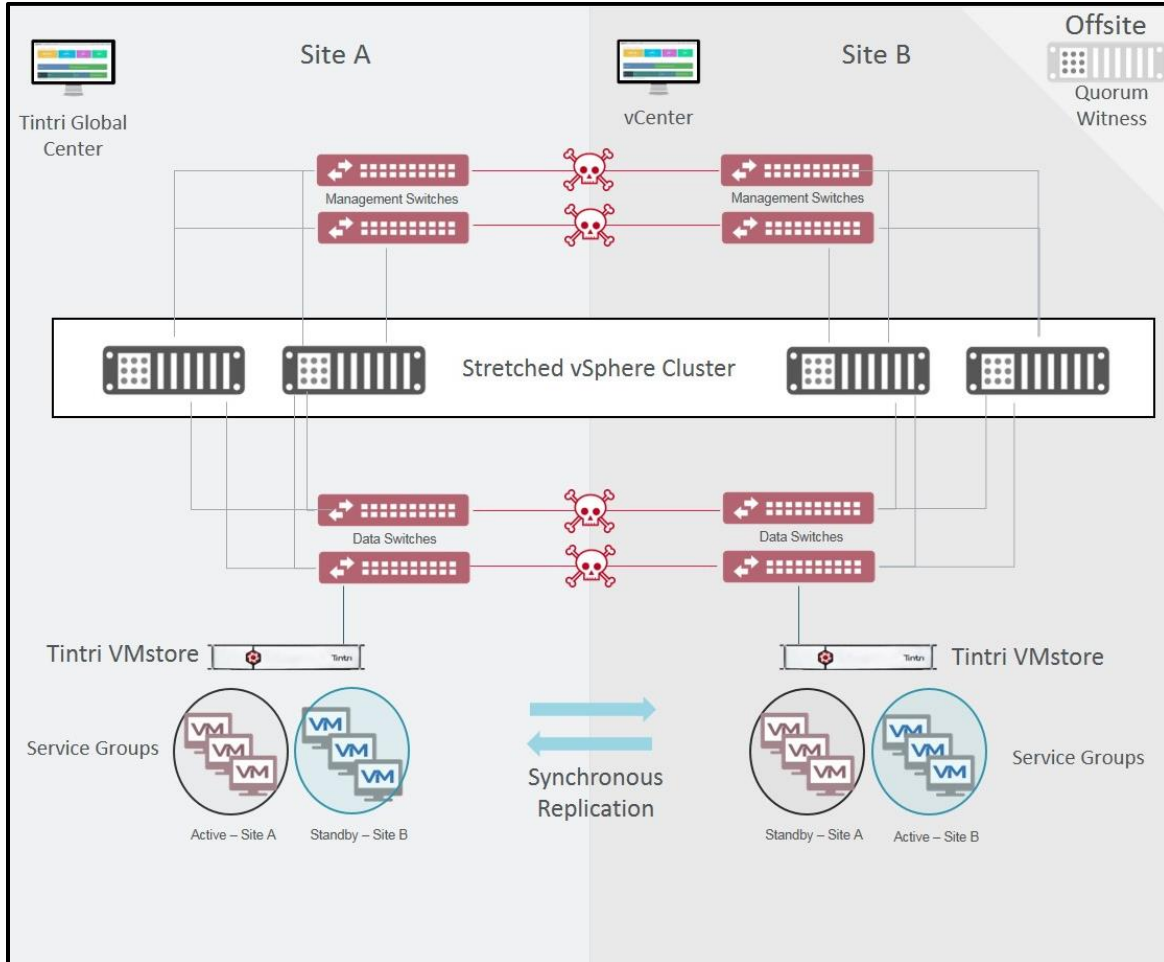 Site A
Site B
Offsite
Tintri Global
Center
vCenter
Quorum
Witness
Management Switches
Management Switches
Stretched vSphere Cluster
Data Switches
Data Switches
Tintri VMstore
Tintri
Tintri
Tintri VMstore
Service Groups
VM
VM
VM
VM
VM
VM
Synchronous
Replication
VM
VM
VM
VM
VM
VM
Service Groups
Active – Site A
Standby – Site B
Standby – Site A
Active – Site B